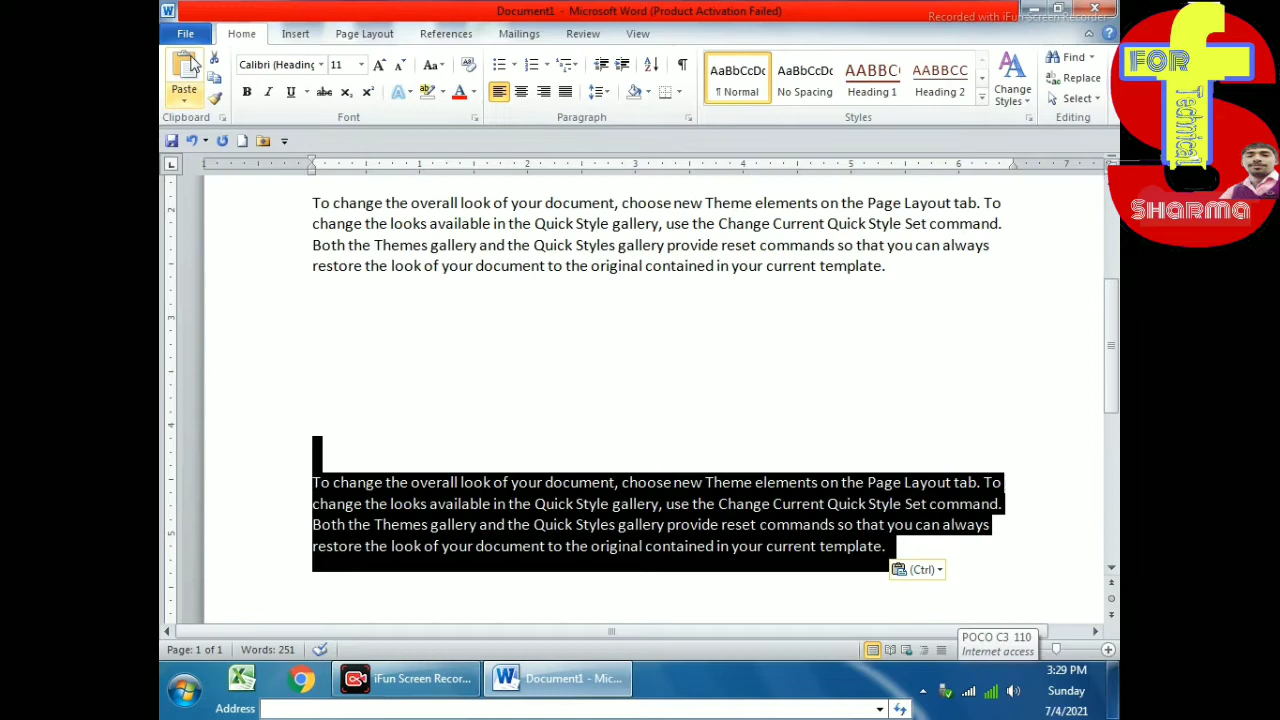 Document1 - Microsoft Word (Product Activation Failed)
Recorded with iFun Screen Recorder
File Home Insert Page Layout References Mailings Review View
Paste
Clipboard
Calibri (Heading 11
Font
Paragraph
AaBbCcDc AaBbCcDc AABBC AABBCC
¶ Normal No Spacing Heading 1 Heading 2
Change Styles
Styles
Find
Replace
Select
Editing
FOR
Technical
SHARMA
1 2 3 4 5 6 7
To change the overall look of your document, choose new Theme elements on the Page Layout tab. To
change the looks available in the Quick Style gallery, use the Change Current Quick Style Set command.
Both the Themes gallery and the Quick Styles gallery provide reset commands so that you can always
restore the look of your document to the original contained in your current template.
To change the overall look of your document, choose new Theme elements on the Page Layout tab. To
change the looks available in the Quick Style gallery, use the Change Current Quick Style Set command.
Both the Themes gallery and the Quick Styles gallery provide reset commands so that you can always
restore the look of your document to the original contained in your current template.
(Ctrl)
Page: 1 of 1 Words: 251
POCO C3 110
Internet access
iFun Screen Recor...
Document1 - Mic...
3:29 PM
Sunday
7/4/2021
Address